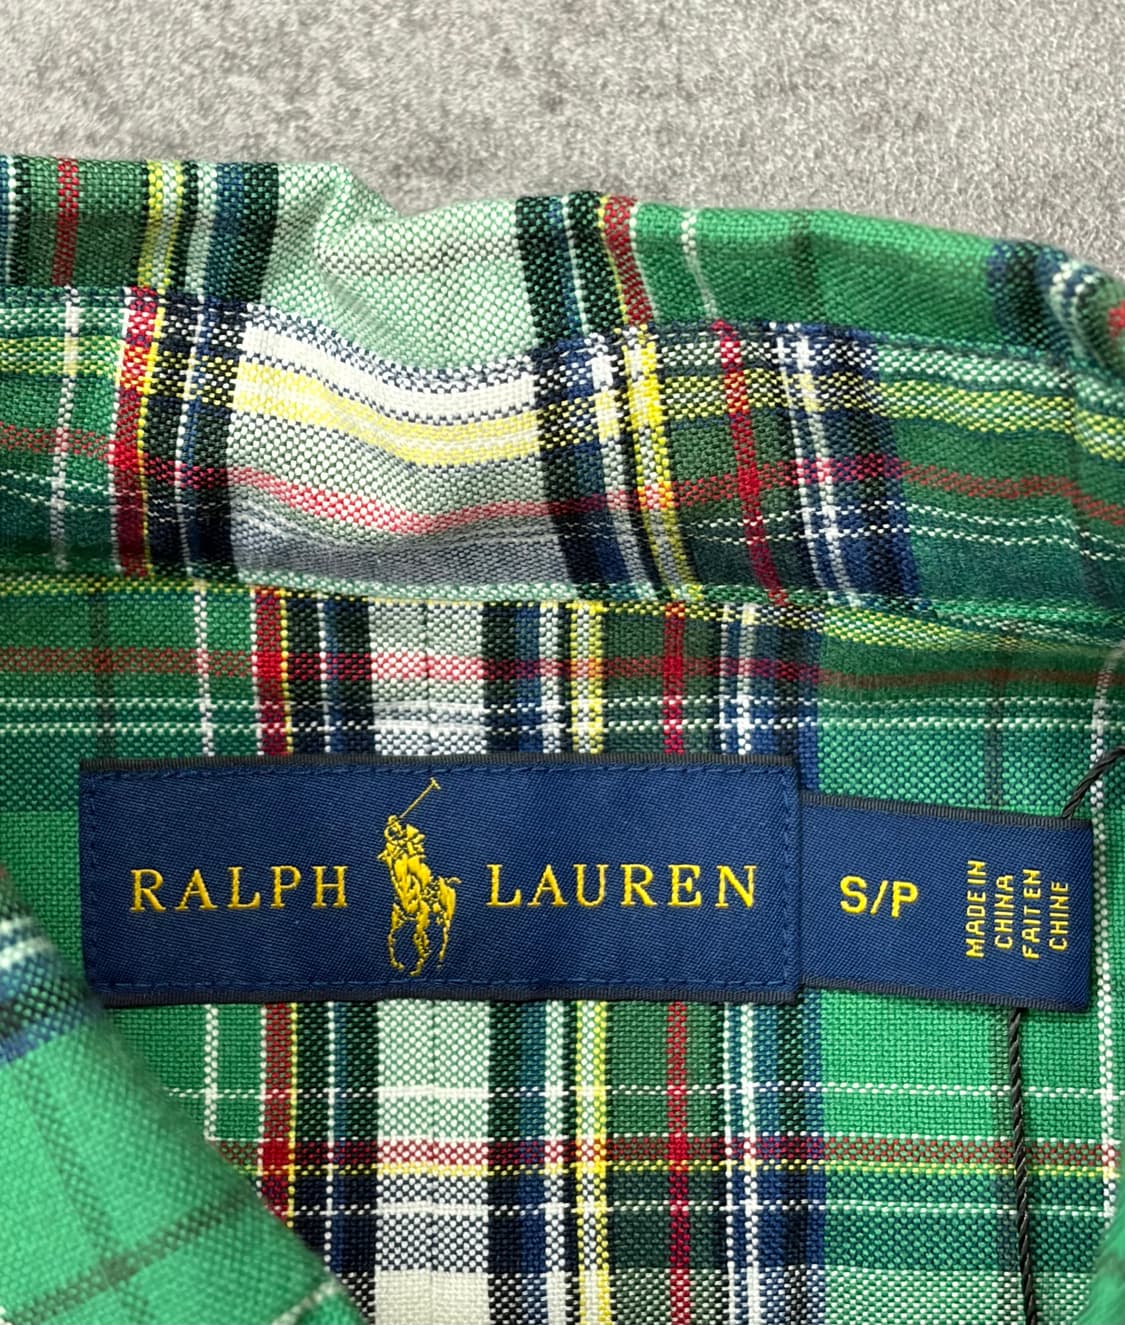 RALPH LAUREN
S/P
MADE IN
CHINA
FAIT EN
CHINE